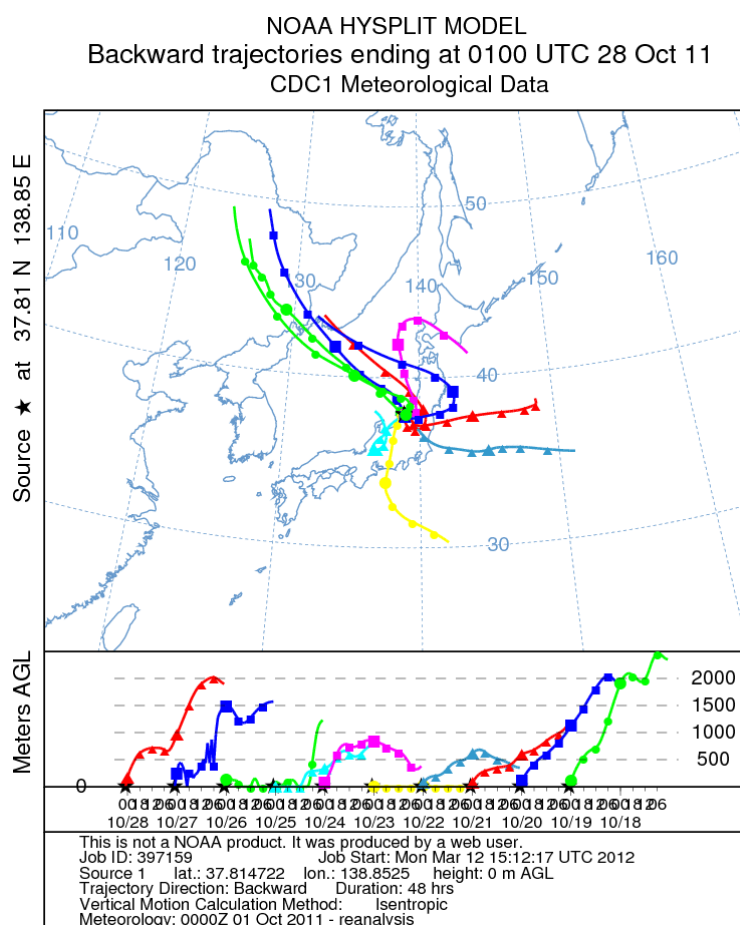 NOAA HYSPLIT MODEL
Backward trajectories ending at 0100 UTC 28 Oct 11
CDC1 Meteorological Data
Source ★ at 37.81 N 138.85 E
110
120
130
140
150
160
50
40
30
Meters AGL
2000
1500
1000
500
0
10/28 10/27 10/26 10/25 10/24 10/23 10/22 10/21 10/20 10/19 10/18
This is not a NOAA product. It was produced by a web user.
Job ID: 397159 Job Start: Mon Mar 12 15:12:17 UTC 2012
Source 1 lat.: 37.814722 lon.: 138.8525 height: 0 m AGL
Trajectory Direction: Backward Duration: 48 hrs
Vertical Motion Calculation Method: Isentropic
Meteorology: 0000Z 01 Oct 2011 - reanalysis